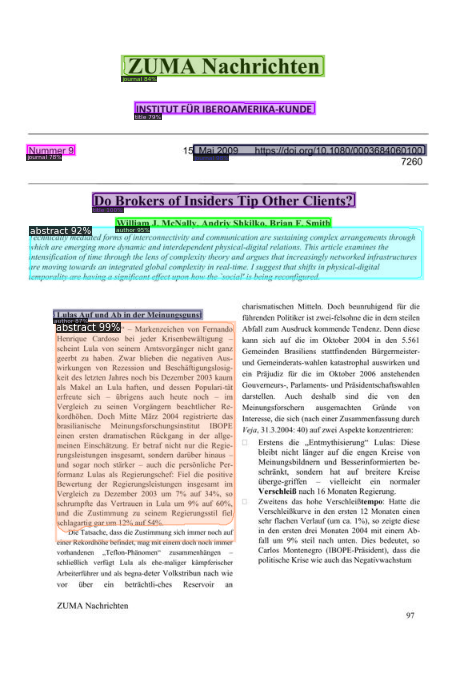 ZUMA Nachrichten
journal 84%
INSTITUT FÜR IBEROAMERIKA-KUNDE
title 79%
Nummer 9
journal 78%
15. Mai 2009 https://doi.org/10.1080/0003684060100
7260
Do Brokers of Insiders Tip Other Clients?
William J. McNally, Andriy Shkilko, Brian F. Smith
author 95%
abstract 92%
Technically mediated forms of interconnectivity and communication are sustaining complex arrangements through
which are emerging more dynamic and interdependent physical-digital relations. This article examines the
intensification of time through the lens of complexity theory and argues that increasingly networked infrastructures
are moving towards an integrated global complexity in real-time. I suggest that shifts in physical-digital
temporality are having a significant effect upon how the 'social' is being reconfigured.
Lulas Auf und Ab in der Meinungsgunst
author 87%
abstract 99%
– Markenzeichen von Fernando
Henrique Cardoso bei jeder Krisenbewältigung –
scheint Lula von seinem Amtsvorgänger nicht ganz
geerbt zu haben. Zwar blieben die negativen Aus-
wirkungen von Rezession und Beschäftigungslosig-
keit des letzten Jahres noch bis Dezember 2003 kaum
als Makel an Lula haften, und dessen Populari-tät
erfreute sich – übrigens auch heute noch – im
Vergleich zu seinen Vorgängern beachtlicher Re-
kordhöhen. Doch Mitte März 2004 registrierte das
brasilianische Meinungsforschungsinstitut IBOPE
einen ersten dramatischen Rückgang in der allge-
meinen Einschätzung. Er betraf nicht nur die Regie-
rungsleistungen insgesamt, sondern darüber hinaus –
und sogar noch stärker – auch die persönliche Per-
formanz Lulas als Regierungschef: Fiel die positive
Bewertung der Regierungsleistungen insgesamt im
Vergleich zu Dezember 2003 um 7% auf 34%, so
schrumpfte das Vertrauen in Lula um 9% auf 60%,
und die Zustimmung zu seinem Regierungsstil fiel
schlagartig gar um 12% auf 54%.
Die Tatsache, dass die Zustimmung sich immer noch auf
einer Rekordhöhe befindet, mag mit einem doch noch immer
vorhandenen „Teflon-Phänomen“ zusammenhängen –
schließlich verfügt Lula als ehe-maliger kämpferischer
Arbeiterführer und als begna-deter Volkstribun nach wie
vor über ein beträchtli-ches Reservoir an
charismatischen Mitteln. Doch beunruhigend für die
führenden Politiker ist zwei-felsohne die in dem steilen
Abfall zum Ausdruck kommende Tendenz. Denn diese
kann sich auf die im Oktober 2004 in den 5.561
Gemeinden Brasiliens stattfindenden Bürgermeister-
und Gemeinderats-wahlen katastrophal auswirken und
ein Präjudiz für die im Oktober 2006 anstehenden
Gouverneurs-, Parlaments- und Präsidentschaftswahlen
darstellen. Auch deshalb sind die von den
Meinungsforschern ausgemachten Gründe von
Interesse, die sich (nach einer Zusammenfassung durch
Veja, 31.3.2004: 40) auf zwei Aspekte konzentrieren:
Erstens die „Entmythisierung“ Lulas: Diese
bleibt nicht länger auf die engen Kreise von
Meinungsbildnern und Besserinformierten be-
schränkt, sondern hat auf breitere Kreise
überge-griffen – vielleicht ein normaler
Verschleiß nach 16 Monaten Regierung.
Zweitens das hohe Verschleißtempo: Hatte die
Verschleißkurve in den ersten 12 Monaten einen
sehr flachen Verlauf (um ca. 1%), so zeigte diese
in den ersten drei Monaten 2004 mit einem Ab-
fall um 9% steil nach unten. Dies bedeutet, so
Carlos Montenegro (IBOPE-Präsident), dass die
politische Krise wie auch das Negativwachstum
ZUMA Nachrichten
97